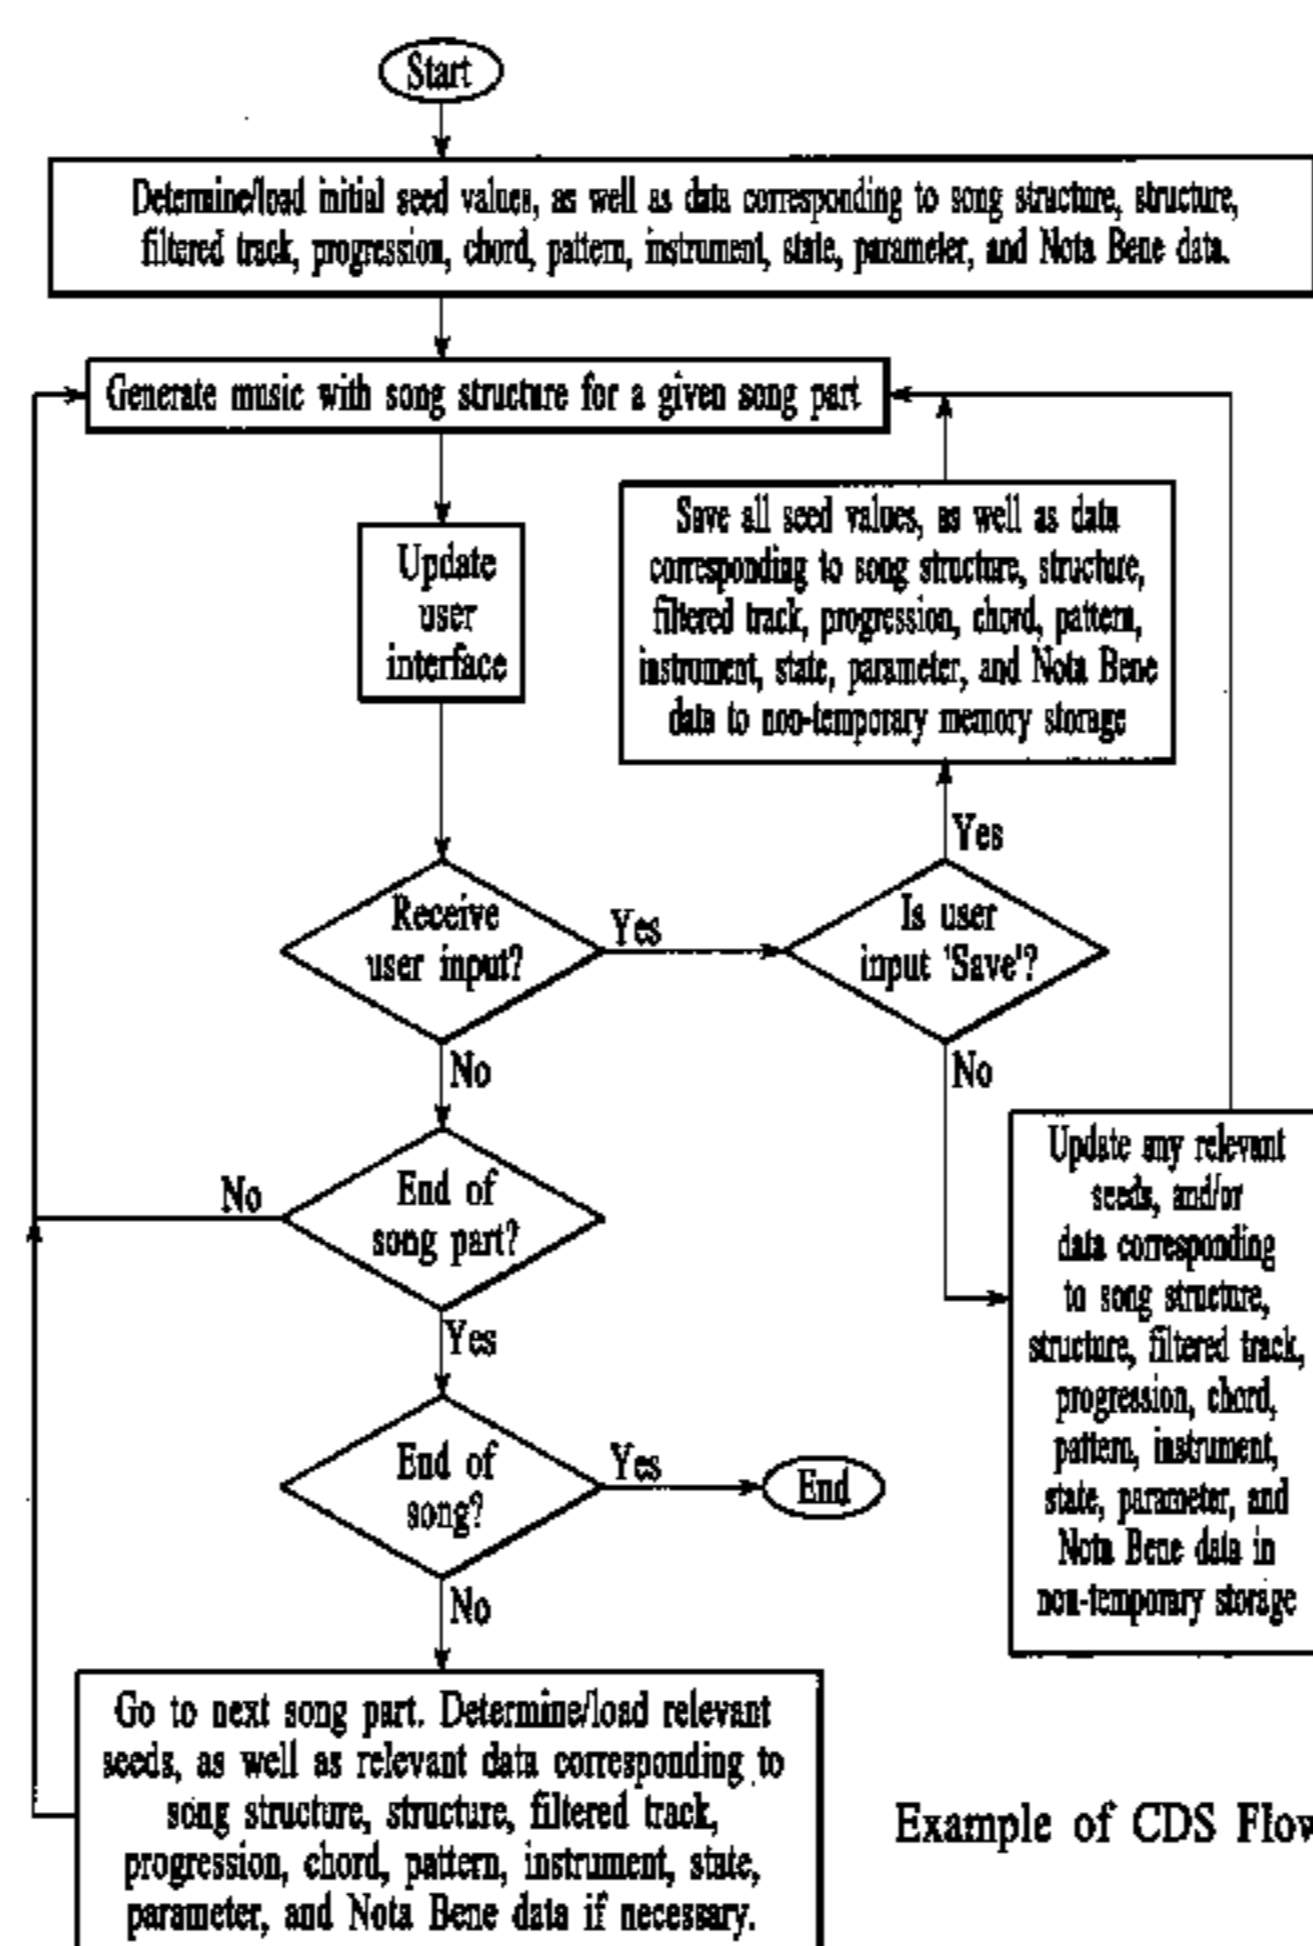 Start
Determine/load initial seed values, as well as data corresponding to song structure, structure,
filtered track, progression, chord, pattern, instrument, state, parameter, and Nota Bene data.
Generate music with song structure for a given song part
Update
user
interface
Save all seed values, as well as data
corresponding to song structure, structure,
filtered track, progression, chord, pattern,
instrument, state, parameter, and Nota Bene
data to non-temporary memory storage
Yes
Receive
user input?
Yes
Is user
input 'Save'?
No
No
Update any relevant
seeds, and/or
data corresponding
to song structure,
structure, filtered track,
progression, chord,
pattern, instrument,
state, parameter, and
Nota Bene data in
non-temporary storage
No
End of
song part?
Yes
End of
song?
Yes
End
No
Go to next song part. Determine/load relevant
seeds, as well as relevant data corresponding to
song structure, structure, filtered track,
progression, chord, pattern, instrument, state,
parameter, and Nota Bene data if necessary.
Example of CDS Flow